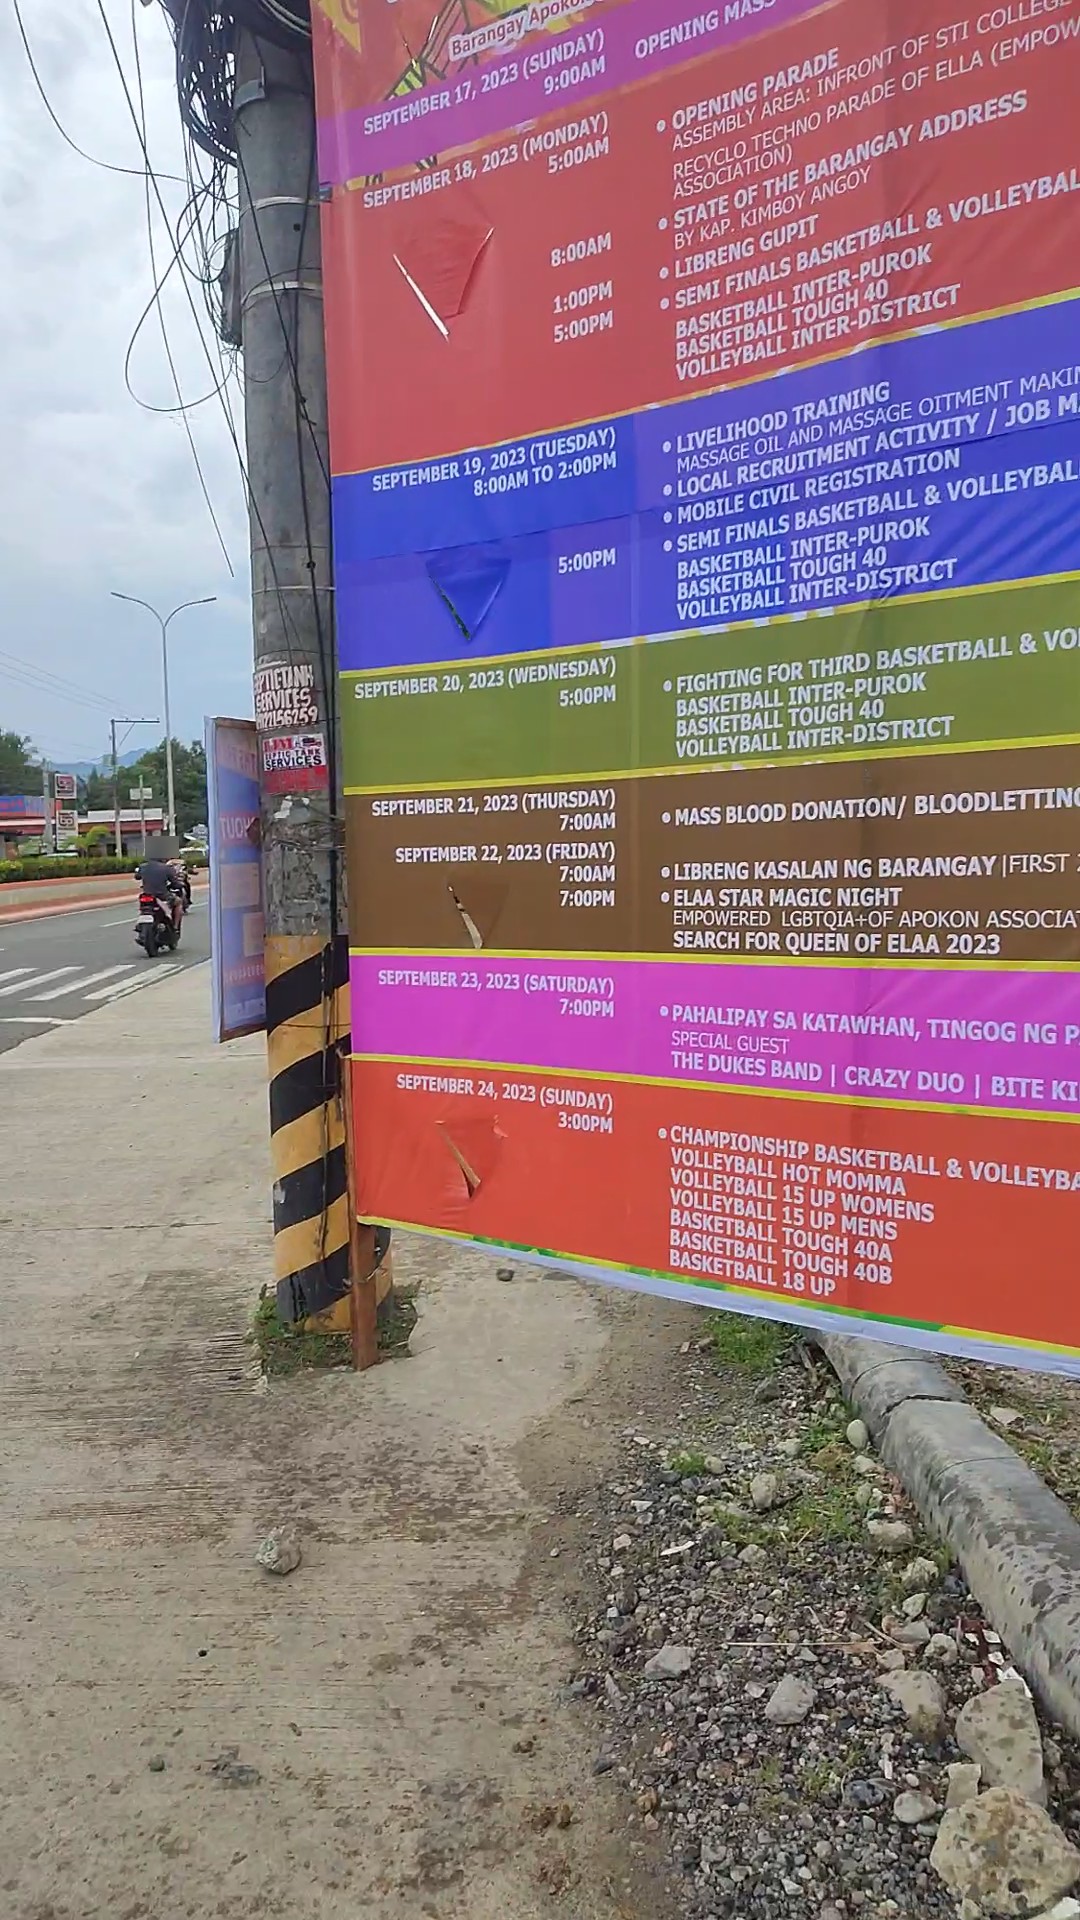 Barangay Apokon
SEPTEMBER 17, 2023 (SUNDAY)
9:00AM
OPENING MASS
SEPTEMBER 18, 2023 (MONDAY)
5:00AM
• OPENING PARADE
ASSEMBLY AREA: INFRONT OF STI COLLEGE
RECYCLO TECHNO PARADE OF ELLA (EMPOW
ASSOCIATION)
• STATE OF THE BARANGAY ADDRESS
BY KAP. KIMBOY ANGOY
8:00AM
• LIBRENG GUPIT
1:00PM
• SEMI FINALS BASKETBALL & VOLLEYBAL
5:00PM
BASKETBALL INTER-PUROK
BASKETBALL TOUGH 40
VOLLEYBALL INTER-DISTRICT
SEPTEMBER 19, 2023 (TUESDAY)
8:00AM TO 2:00PM
• LIVELIHOOD TRAINING
MASSAGE OIL AND MASSAGE OITMENT MAKIN
• LOCAL RECRUITMENT ACTIVITY / JOB MA
• MOBILE CIVIL REGISTRATION
5:00PM
• SEMI FINALS BASKETBALL & VOLLEYBAL
BASKETBALL INTER-PUROK
BASKETBALL TOUGH 40
VOLLEYBALL INTER-DISTRICT
SEPTEMBER 20, 2023 (WEDNESDAY)
5:00PM
• FIGHTING FOR THIRD BASKETBALL & VO
BASKETBALL INTER-PUROK
BASKETBALL TOUGH 40
VOLLEYBALL INTER-DISTRICT
SEPTEMBER 21, 2023 (THURSDAY)
7:00AM
• MASS BLOOD DONATION/ BLOODLETTING
SEPTEMBER 22, 2023 (FRIDAY)
7:00AM
• LIBRENG KASALAN NG BARANGAY |FIRST
7:00PM
• ELAA STAR MAGIC NIGHT
EMPOWERED LGBTQIA+OF APOKON ASSOCIA
SEARCH FOR QUEEN OF ELAA 2023
SEPTEMBER 23, 2023 (SATURDAY)
7:00PM
• PAHALIPAY SA KATAWHAN, TINGOG NG P
SPECIAL GUEST
THE DUKES BAND | CRAZY DUO | BITE KI
SEPTEMBER 24, 2023 (SUNDAY)
3:00PM
• CHAMPIONSHIP BASKETBALL & VOLLEYBA
VOLLEYBALL HOT MOMMA
VOLLEYBALL 15 UP WOMENS
VOLLEYBALL 15 UP MENS
BASKETBALL TOUGH 40A
BASKETBALL TOUGH 40B
BASKETBALL 18 UP
SERVICES
SEPTIC TANK
SERVICES